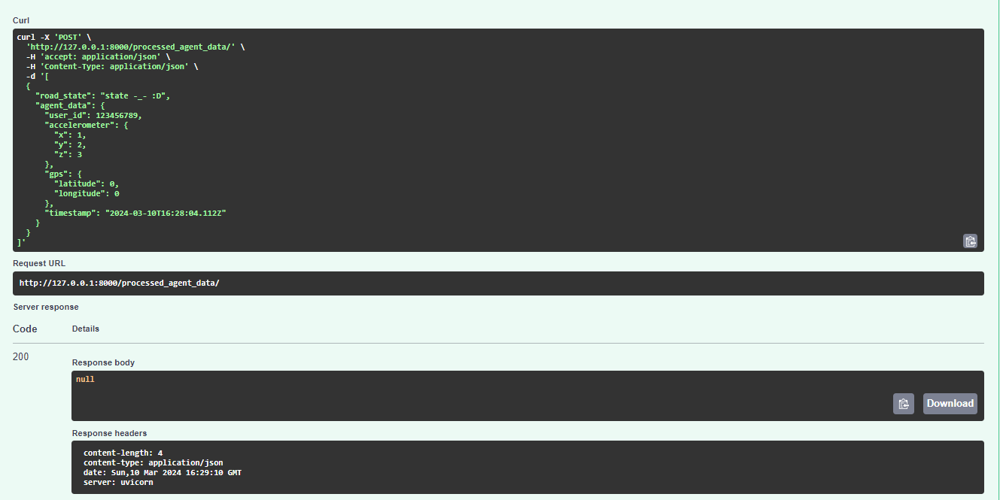 Curl
curl -X 'POST' \
  'http://127.0.0.1:8000/processed_agent_data/' \
  -H 'accept: application/json' \
  -H 'Content-Type: application/json' \
  -d '[
  {
    "road_state": "state -_- :D",
    "agent_data": {
      "user_id": 123456789,
      "accelerometer": {
        "x": 1,
        "y": 2,
        "z": 3
      },
      "gps": {
        "latitude": 0,
        "longitude": 0
      },
      "timestamp": "2024-03-10T16:28:04.112Z"
    }
  }
]'
Request URL
http://127.0.0.1:8000/processed_agent_data/
Server response
Code Details
200
Response body
null
Download
Response headers
content-length: 4
content-type: application/json
date: Sun,10 Mar 2024 16:29:10 GMT
server: uvicorn